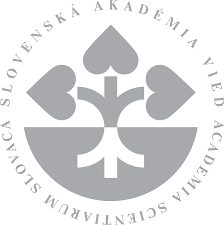 SLOVENSKÁ AKADÉMIA VIED
ACADEMIA SCIENTIARUM SLOVACA